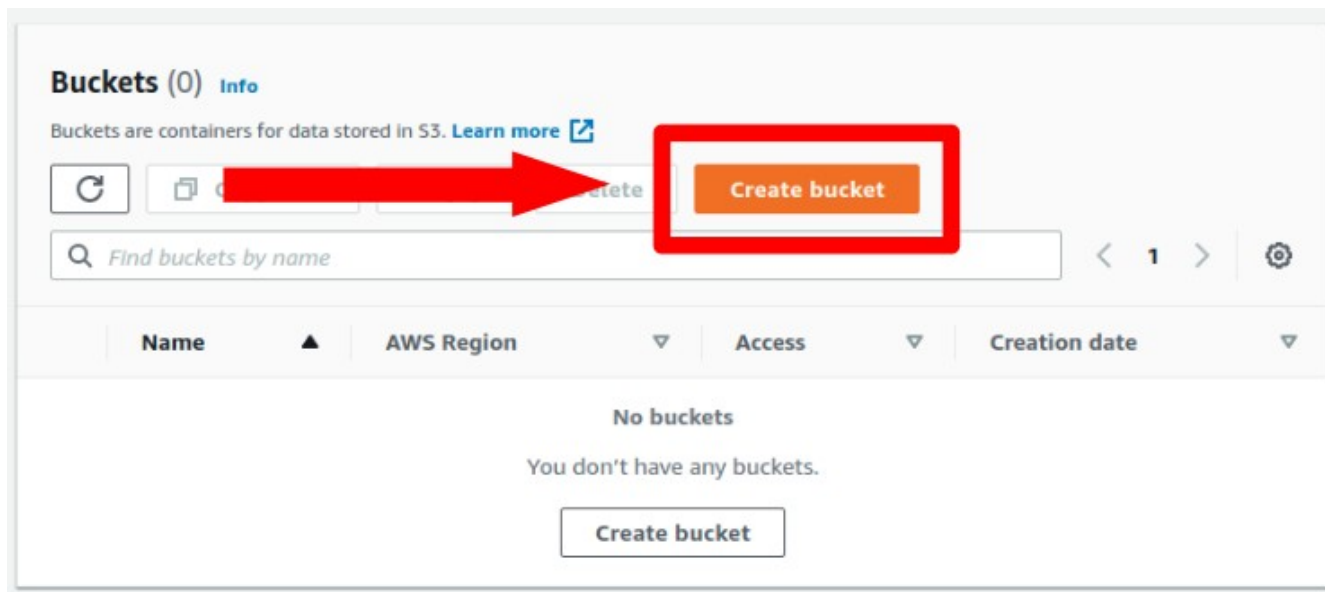 Buckets (0) Info
Buckets are containers for data stored in S3. Learn more
Create bucket
Find buckets by name
1
Name AWS Region Access Creation date
No buckets
You don't have any buckets.
Create bucket